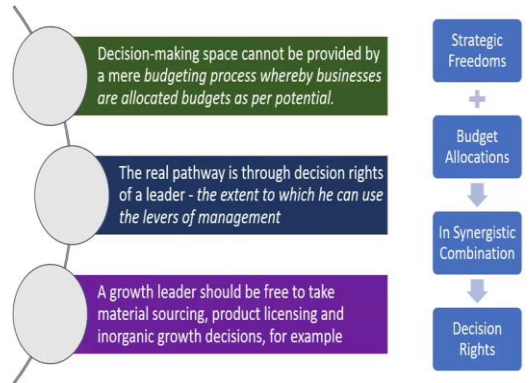 Decision-making space cannot be provided by
a mere budgeting process whereby businesses
are allocated budgets as per potential.
The real pathway is through decision rights
of a leader - the extent to which he can use
the levers of management
A growth leader should be free to take
material sourcing, product licensing and
inorganic growth decisions, for example
Strategic
Freedoms
Budget
Allocations
In Synergistic
Combination
Decision
Rights